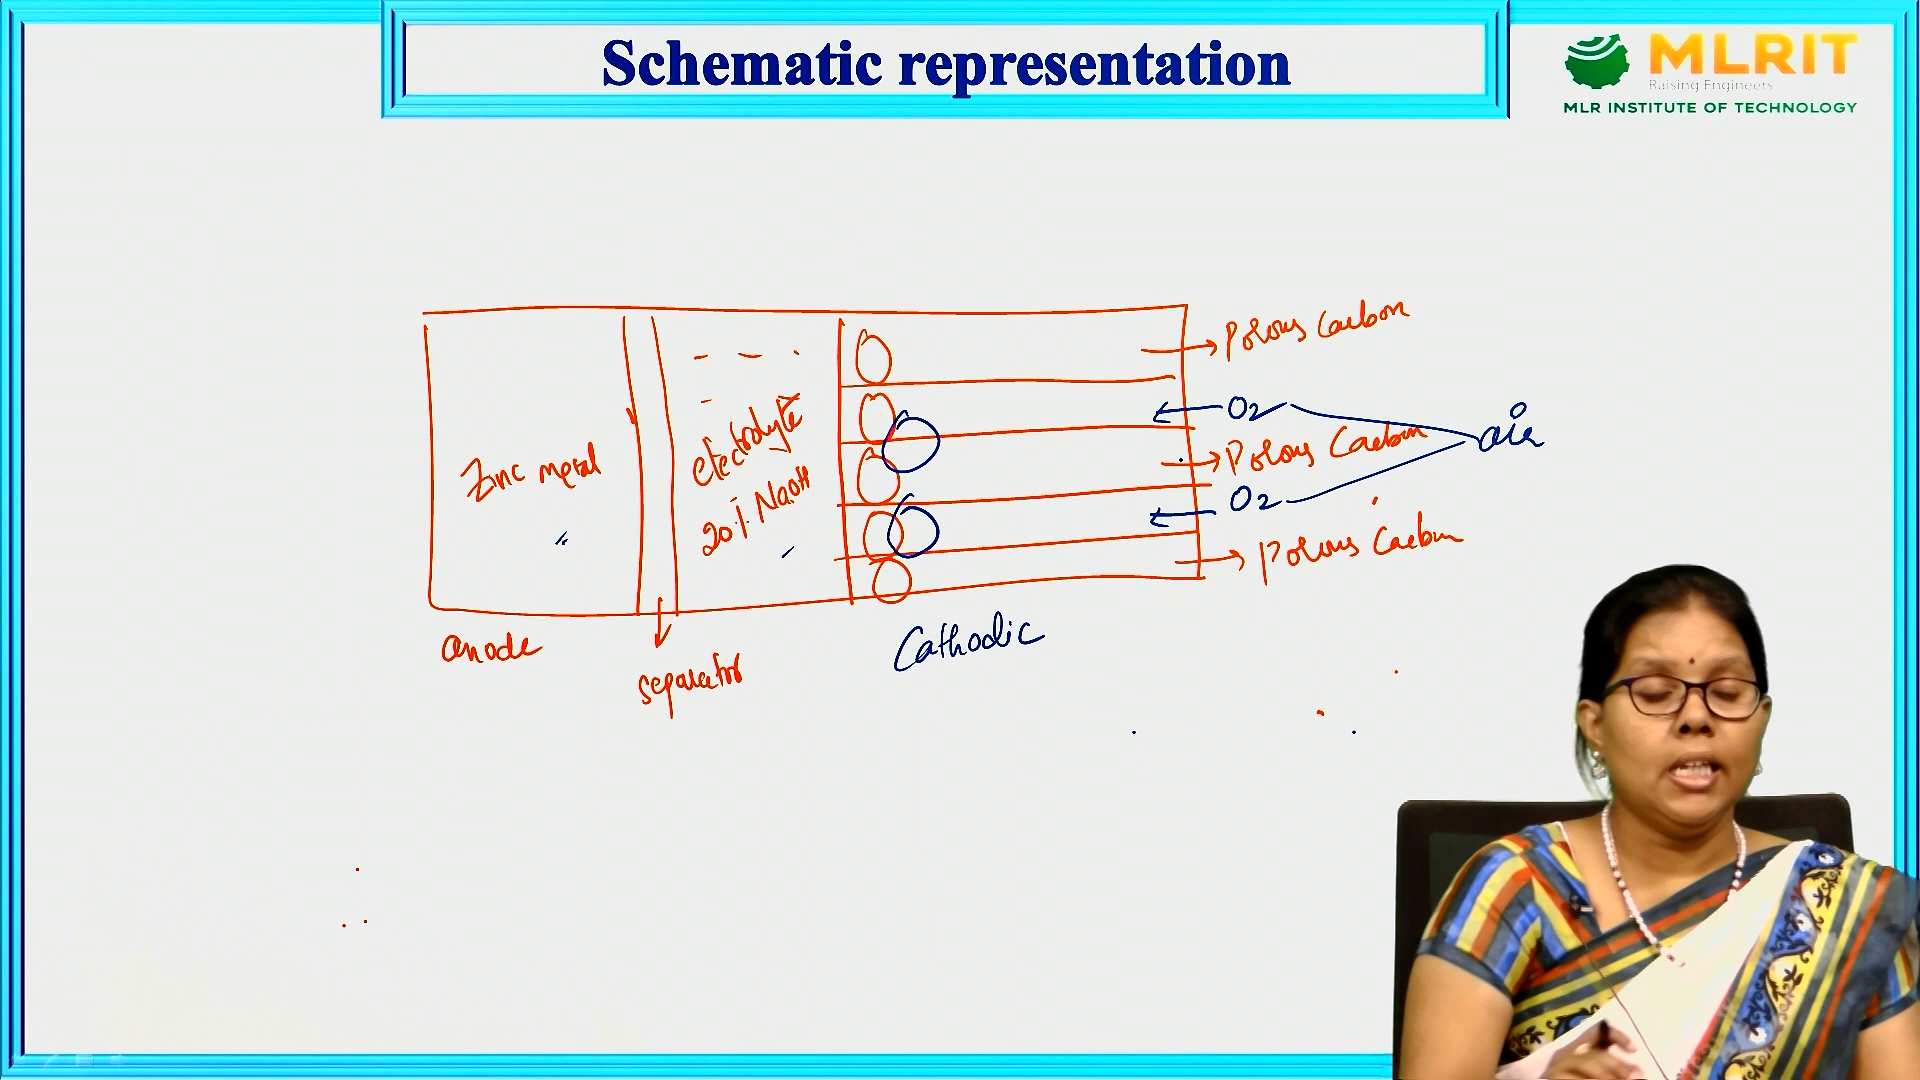 Schematic representation
MLRIT
Raising Engineers
MLR INSTITUTE OF TECHNOLOGY
Porous Carbon
O2
air
Zinc metal
electrolyte
20% NaOH
Porous Carbon
O2
Porous Carbon
anode
separator
Cathodic